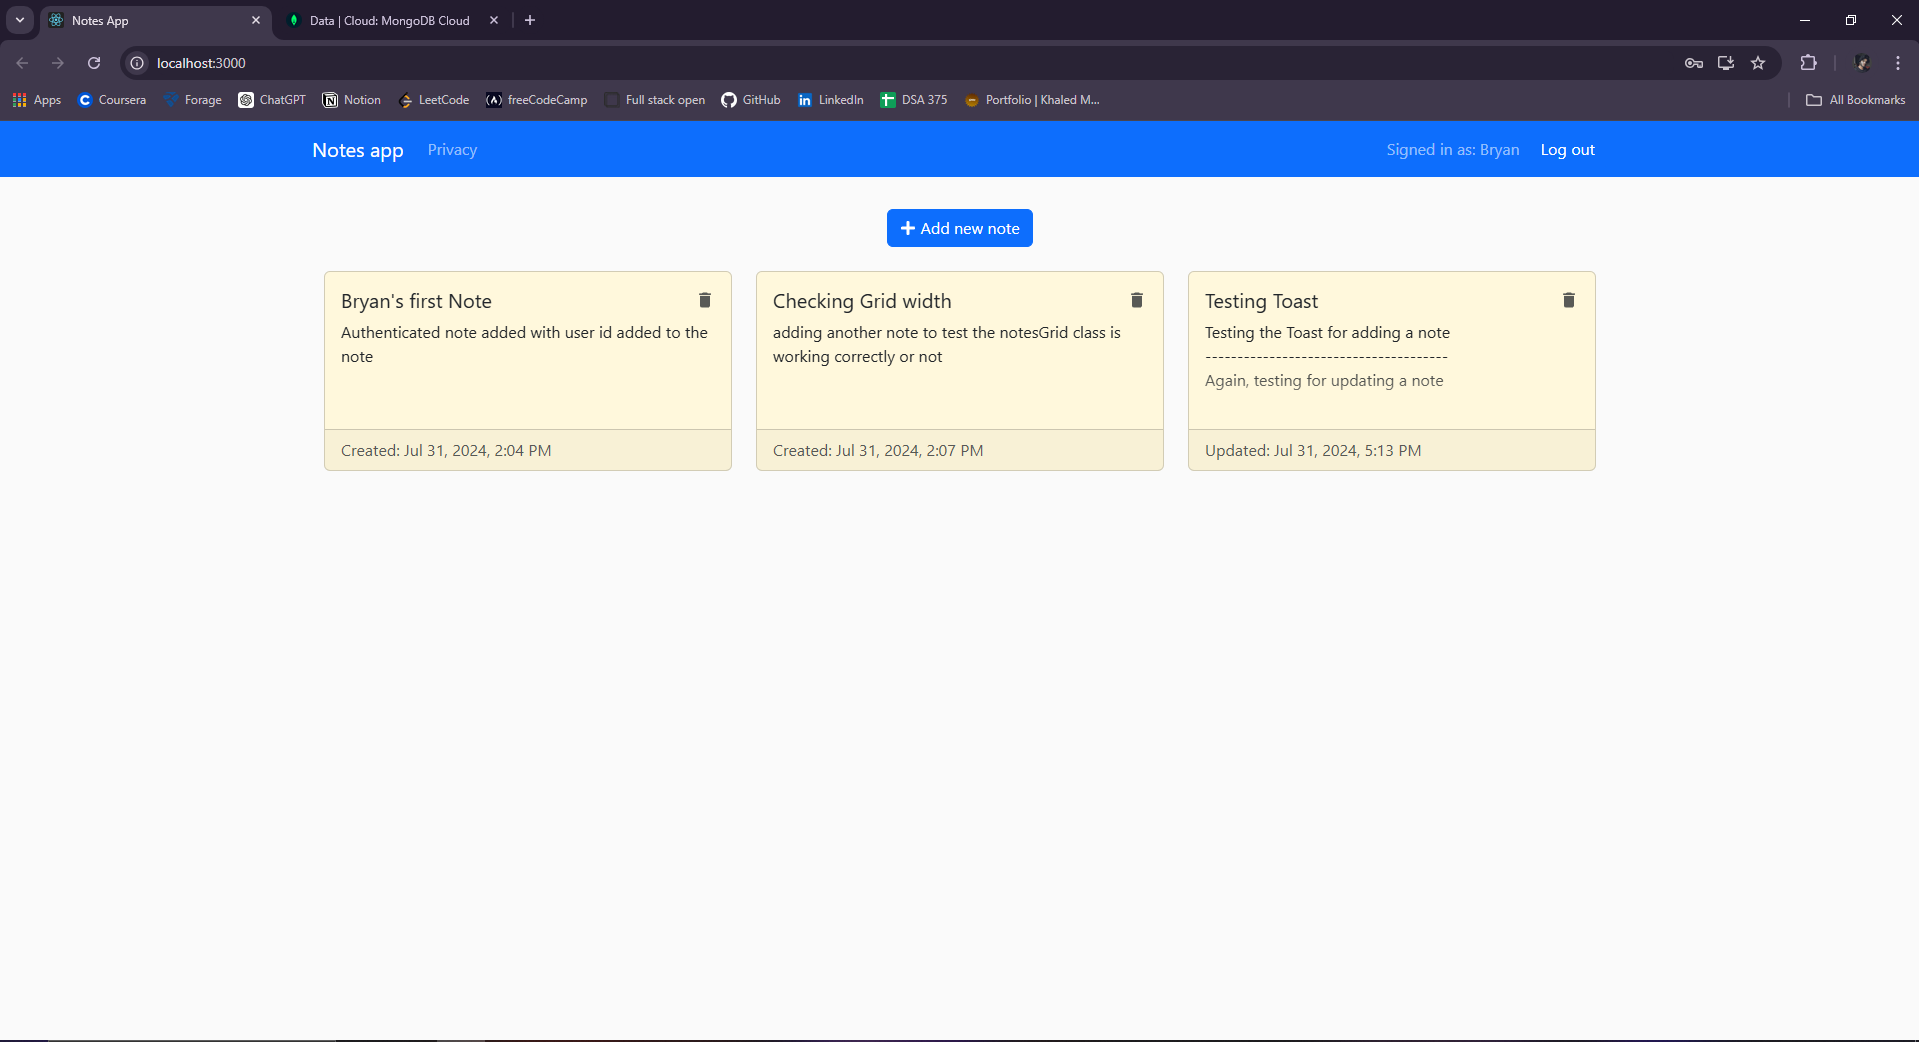 Notes App
Data | Cloud: MongoDB Cloud
localhost:3000
Apps
Coursera
Forage
ChatGPT
Notion
LeetCode
freeCodeCamp
Full stack open
GitHub
LinkedIn
DSA 375
Portfolio | Khaled M...
All Bookmarks
Notes app
Privacy
Signed in as: Bryan
Log out
Add new note
Bryan's first Note
Authenticated note added with user id added to the
note
Created: Jul 31, 2024, 2:04 PM
Checking Grid width
adding another note to test the notesGrid class is
working correctly or not
Created: Jul 31, 2024, 2:07 PM
Testing Toast
Testing the Toast for adding a note
--------------------------------------
Again, testing for updating a note
Updated: Jul 31, 2024, 5:13 PM